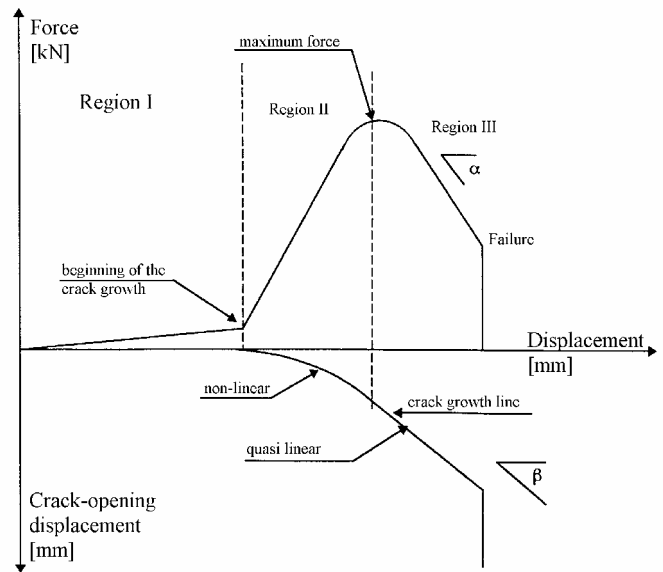 Force
[kN]
maximum force
Region I
Region II
Region III
α
Failure
beginning of the
crack growth
Displacement
[mm]
non-linear
crack growth line
quasi linear
β
Crack-opening
displacement
[mm]